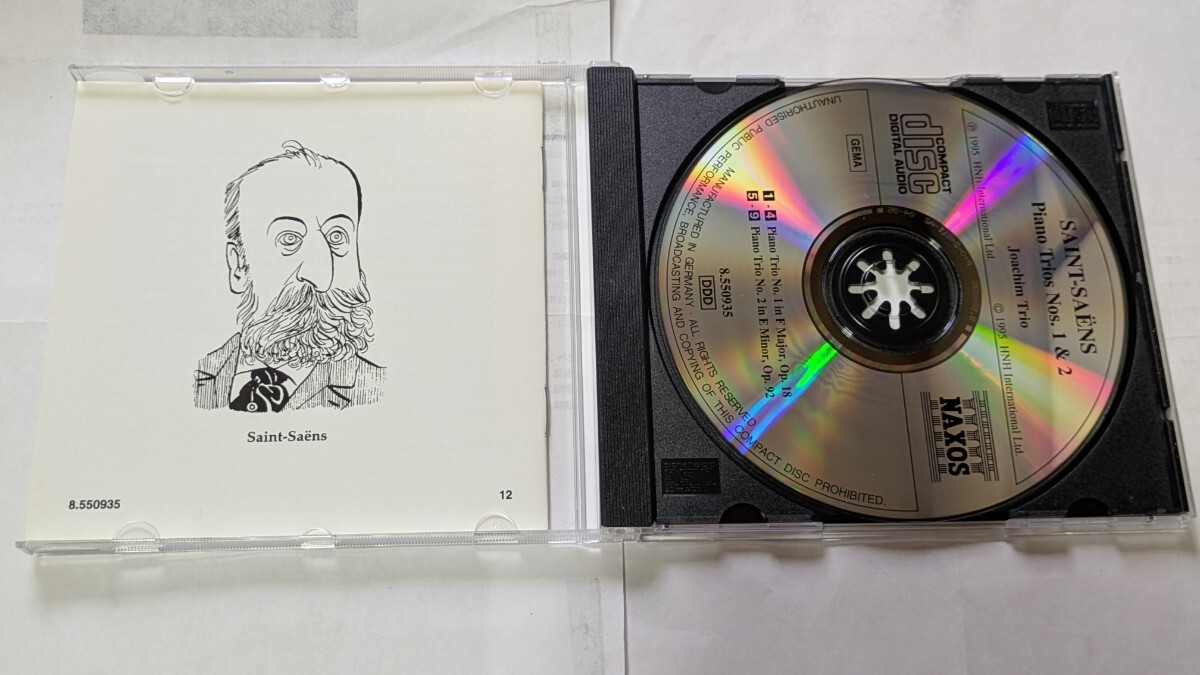 Saint-Saëns
8.550935
12
SAINT-SAËNS
Piano Trios Nos. 1 & 2
Joachim Trio
℗ 1995 HNH International Ltd.
© 1995 HNH International Ltd.
COMPACT
disc
DIGITAL AUDIO
NAXOS
GEMA
8.550935
DDD
1 - 4 Piano Trio No. 1 in F Major, Op. 18
5 - 9 Piano Trio No. 2 in E Minor, Op. 92
MANUFACTURED IN GERMANY · ALL RIGHTS RESERVED
UNAUTHORISED PUBLIC PERFORMANCE, BROADCASTING AND COPYING OF THIS COMPACT DISC PROHIBITED.